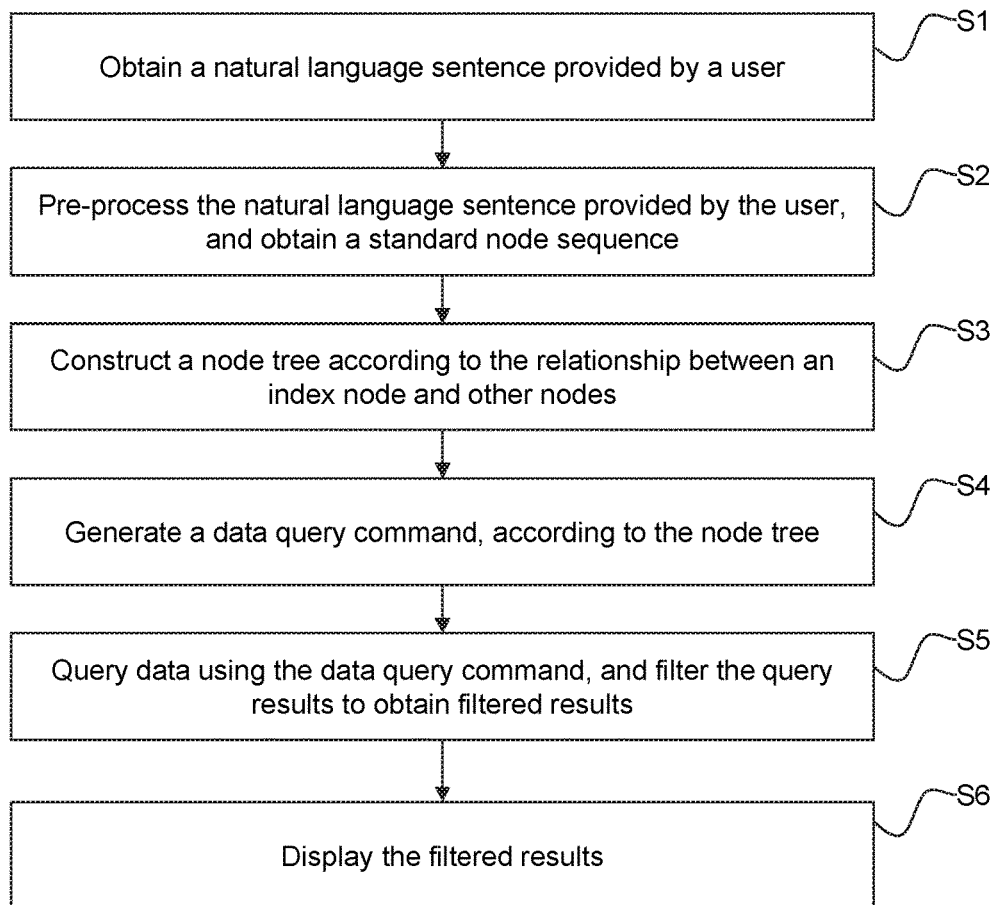 S1
Obtain a natural language sentence provided by a user
S2
Pre-process the natural language sentence provided by the user,
and obtain a standard node sequence
S3
Construct a node tree according to the relationship between an
index node and other nodes
S4
Generate a data query command, according to the node tree
S5
Query data using the data query command, and filter the query
results to obtain filtered results
S6
Display the filtered results